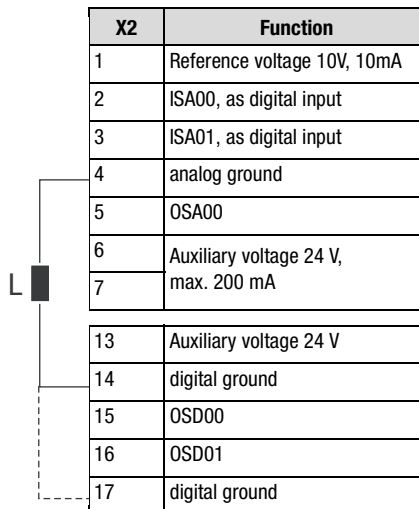 X2 Function
1 Reference voltage 10V, 10mA
2 ISA00, as digital input
3 ISA01, as digital input
4 analog ground
5 OSA00
6 Auxiliary voltage 24 V,
7 max. 200 mA
L
13 Auxiliary voltage 24 V
14 digital ground
15 OSD00
16 OSD01
17 digital ground